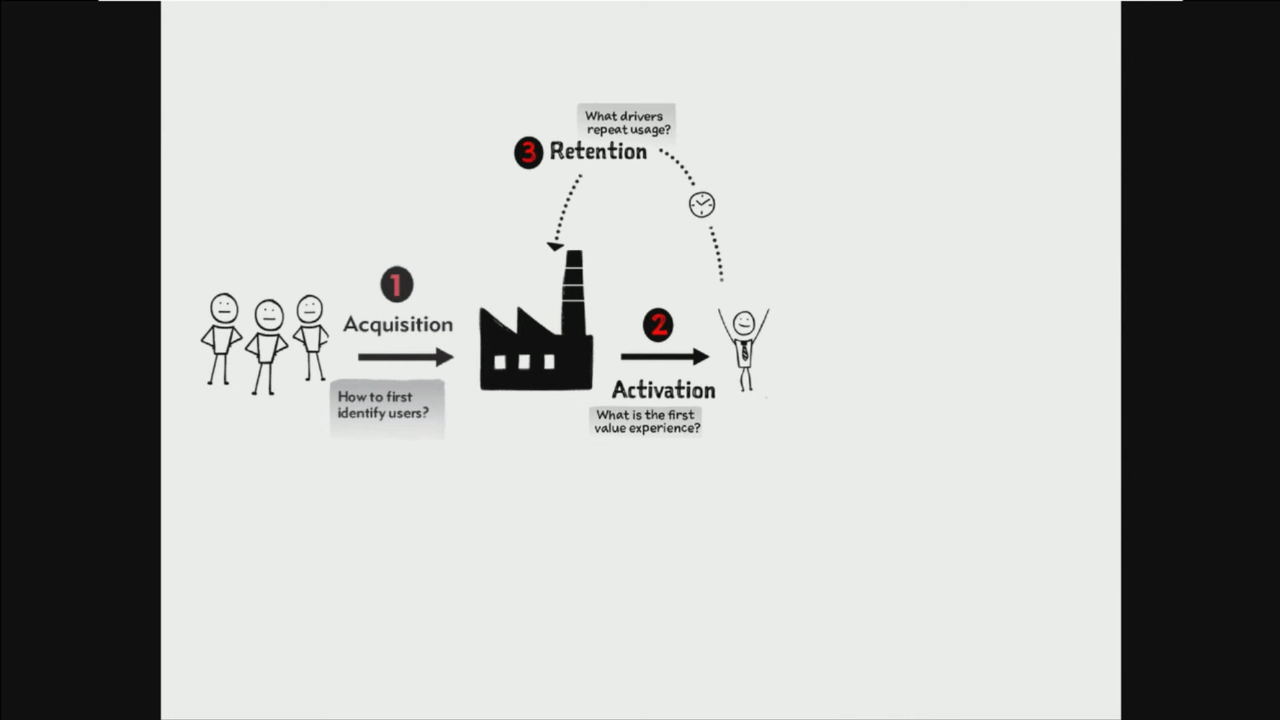 What drivers
repeat usage?
3 Retention
1
Acquisition
How to first
identify users?
2
Activation
What is the first
value experience?